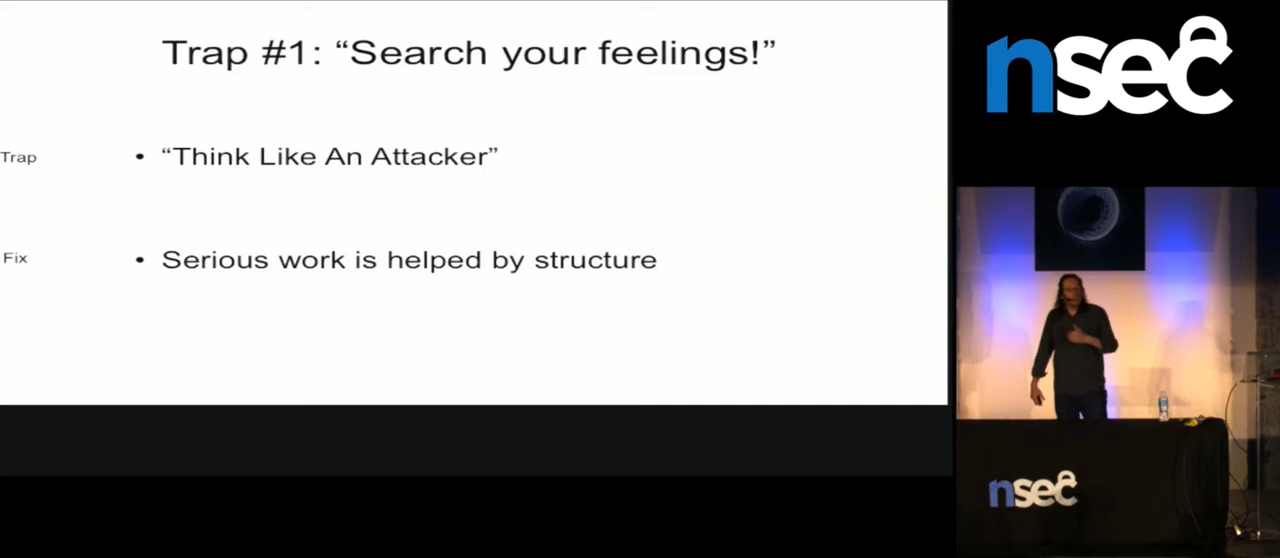 Trap #1: “Search your feelings!”
Trap
• “Think Like An Attacker”
Fix
• Serious work is helped by structure
nsec
nsec